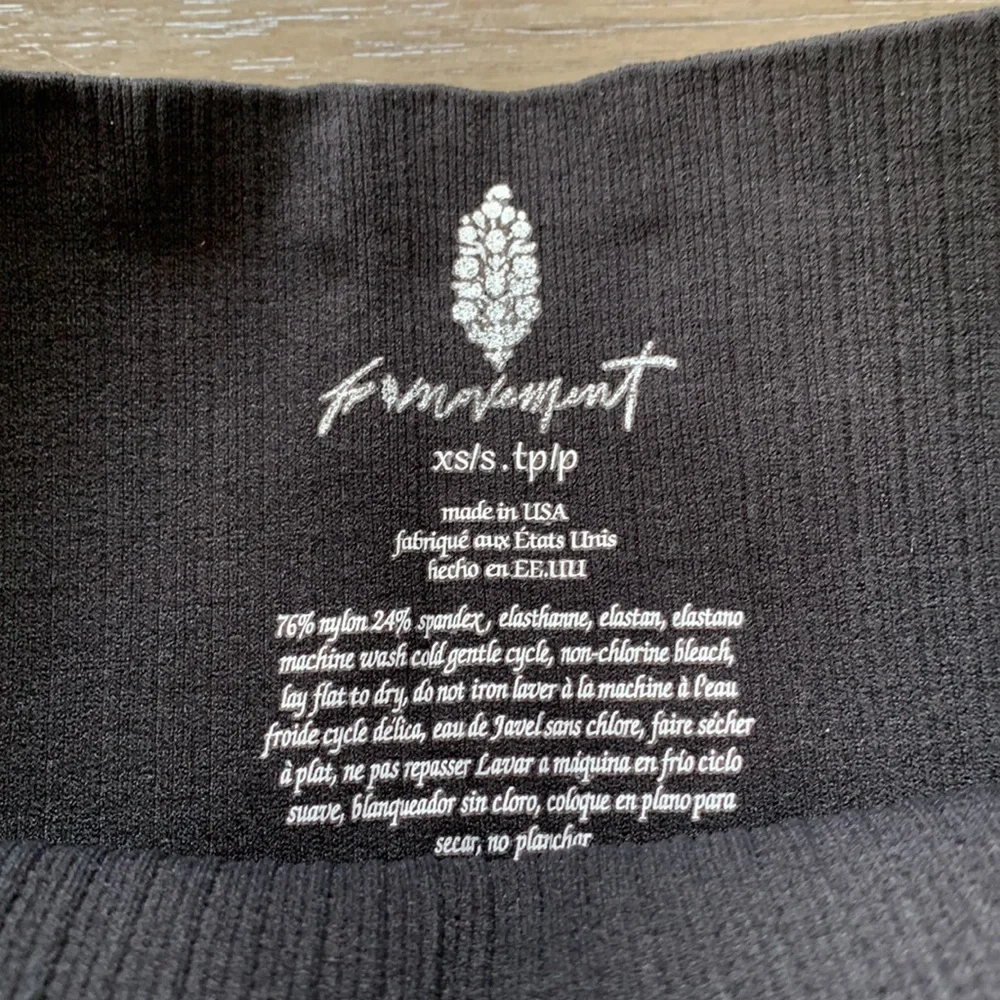 fp movement
xs/s .tp/p
made in USA
fabriqué aux États Unis
hecho en EE.UU
76% nylon 24% spandex, elasthanne, elastan, elastano
machine wash cold gentle cycle, non-chlorine bleach,
lay flat to dry, do not iron laver à la machine à l'eau
froide cycle délica, eau de Javel sans chlore, faire sécher
à plat, ne pas repasser Lavar a máquina en frío ciclo
suave, blanqueador sin cloro, coloque en plano para
secar, no planchar